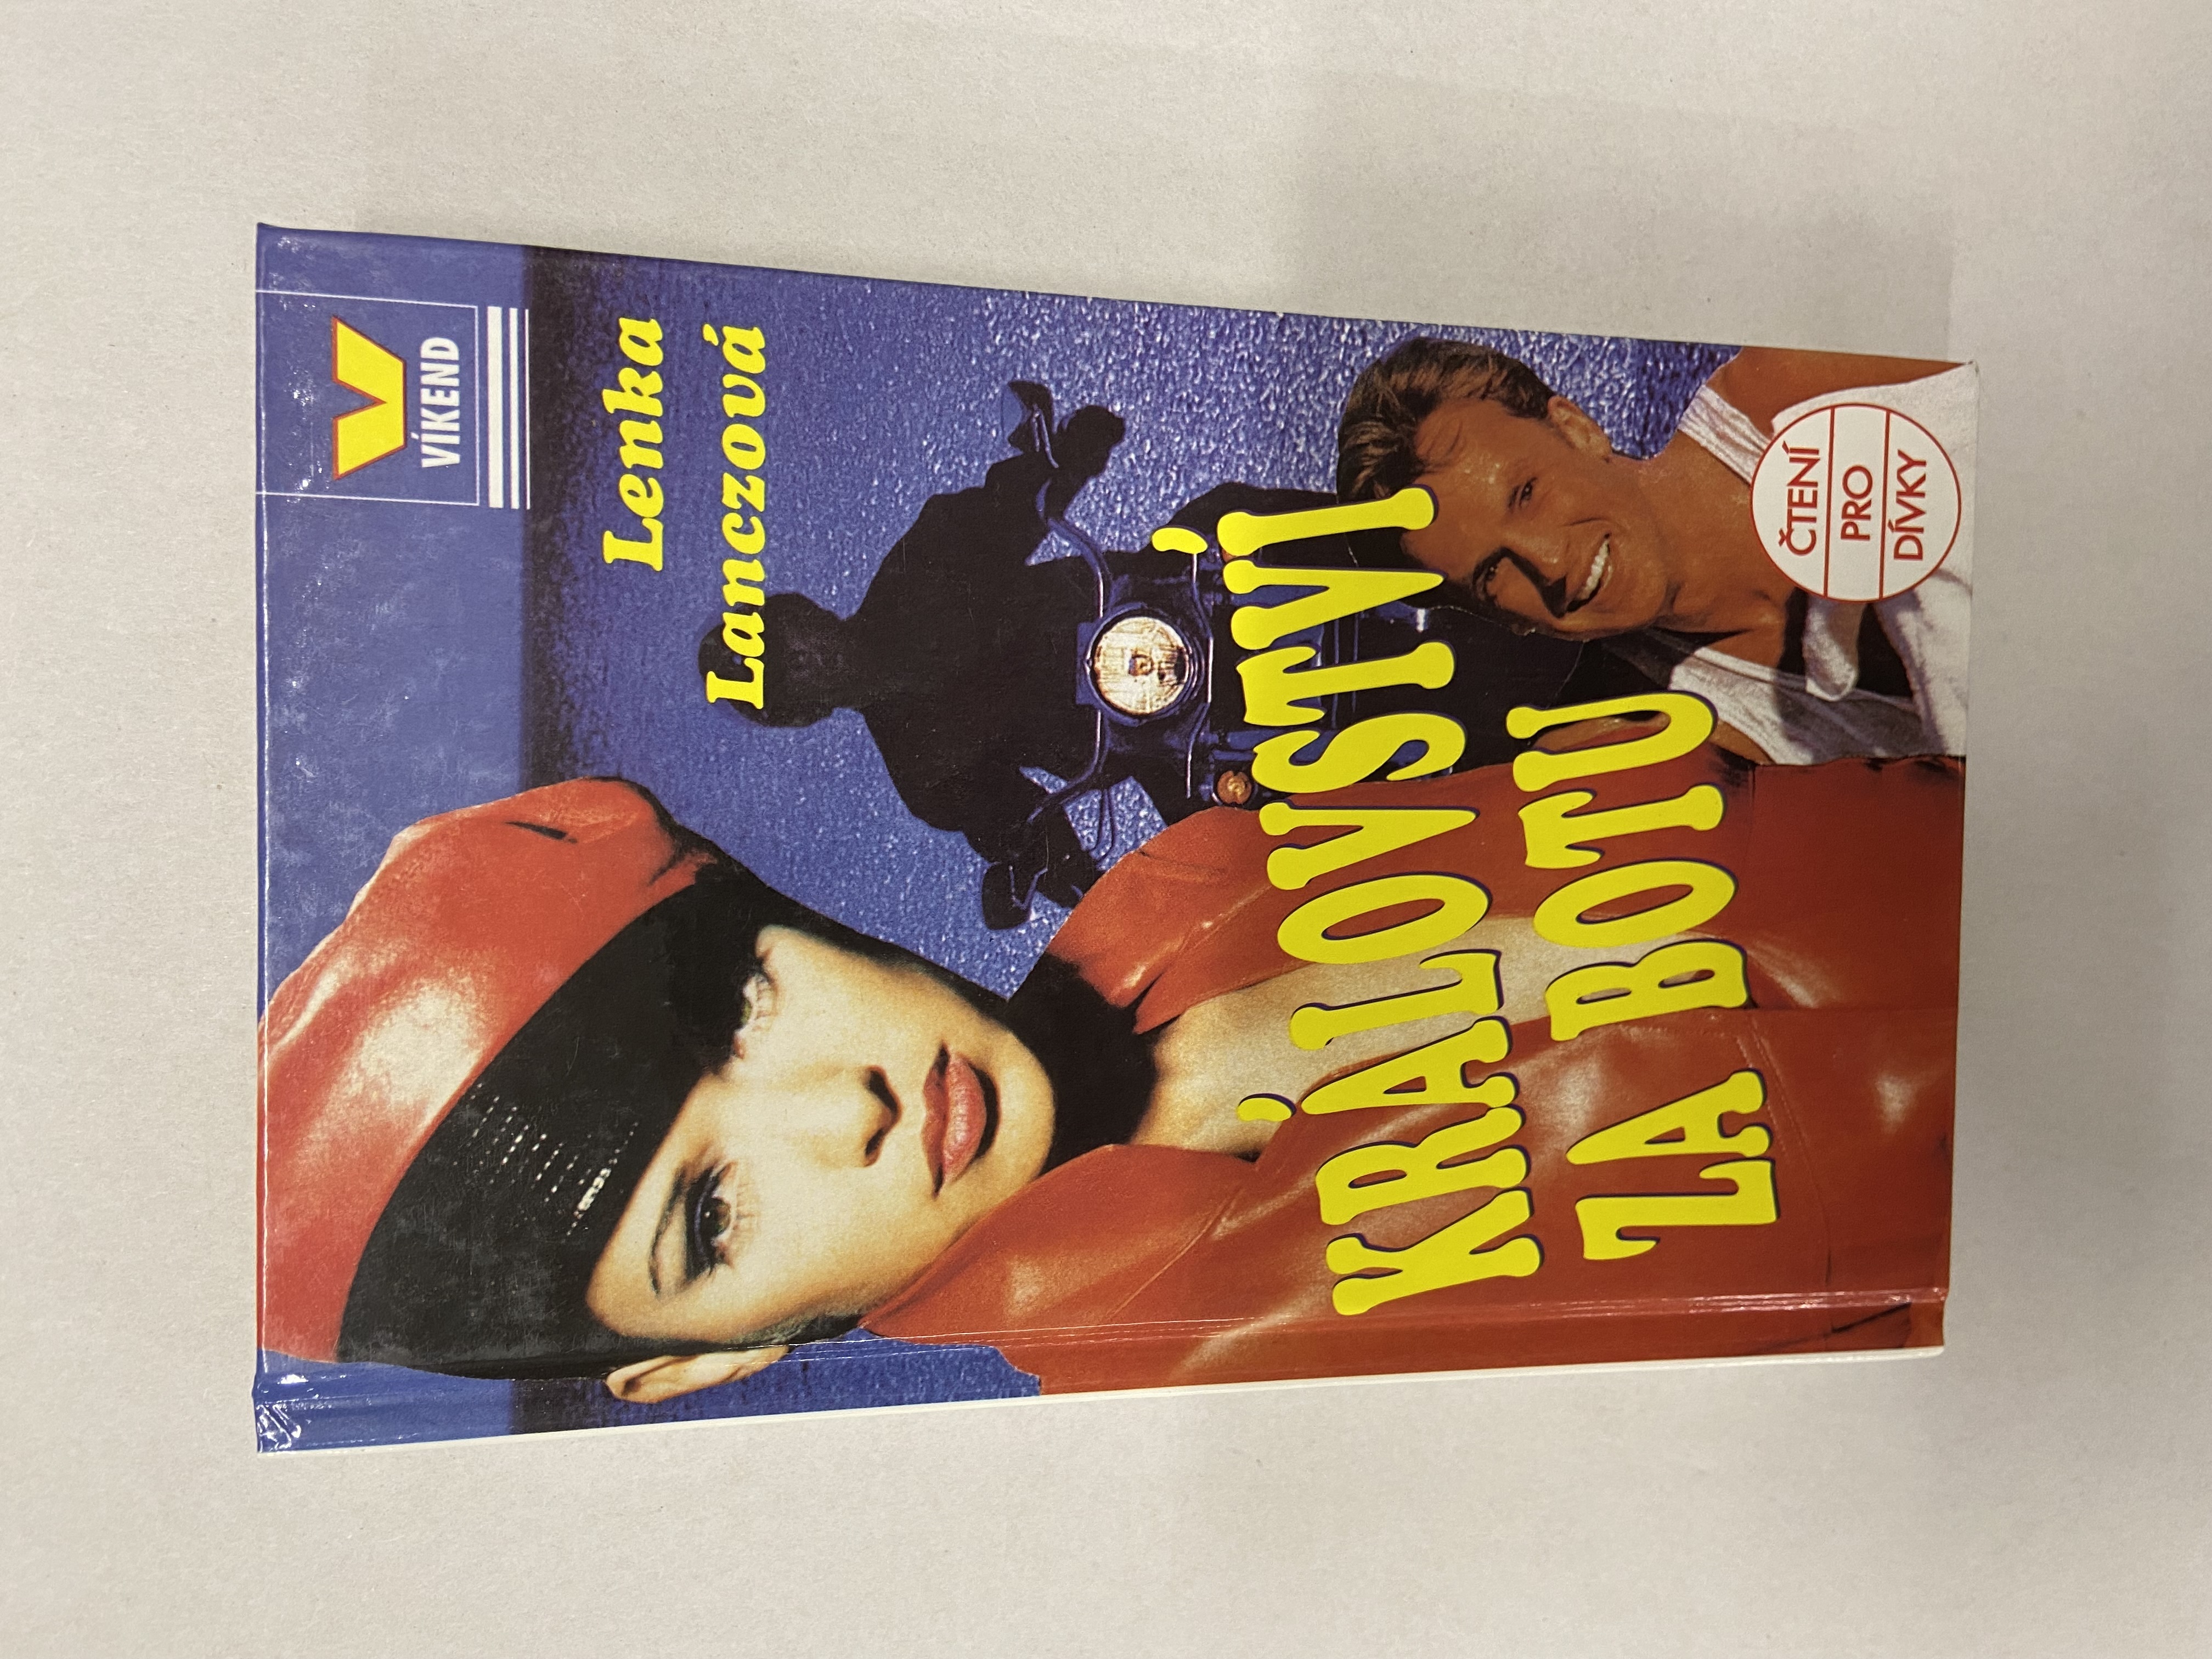 V
VÍKEND
Lenka
Lanczová
KRÁLOVSTVÍ
ZA BOTU
ČTENÍ
PRO
DÍVKY